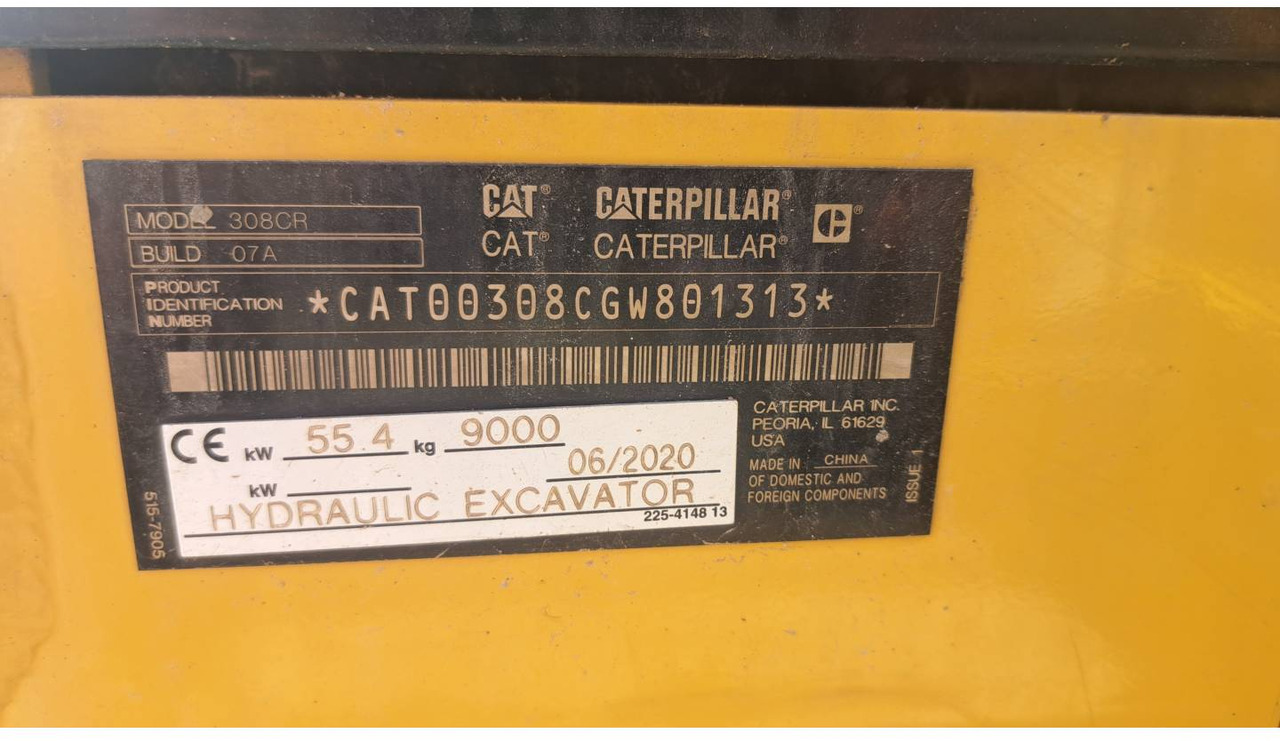 CAT® CATERPILLAR® C®
CAT® CATERPILLAR®
MODEL 308CR
BUILD 07A
PRODUCT
IDENTIFICATION
NUMBER
*CAT00308CGW801313*
CE kW 55.4 kg 9000
06/2020
kW
HYDRAULIC EXCAVATOR
225-4148 13
515-7905
CATERPILLAR INC.
PEORIA, IL 61629
USA
MADE IN CHINA
OF DOMESTIC AND
FOREIGN COMPONENTS
ISSUE 1